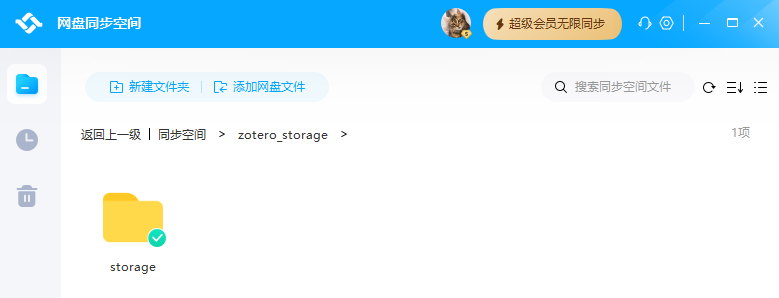 网盘同步空间
超级会员无限同步
新建文件夹 添加网盘文件
搜索同步空间文件
返回上一级 | 同步空间 > zotero_storage >
1项
storage